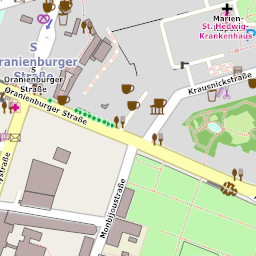 Marien-
St. Hedwig-
Krankenhaus
S
Oranienburger
Straße
S
Oranienburger
Straße
Krausnickstraße
Oranienburger Straße
Monbijoustraße